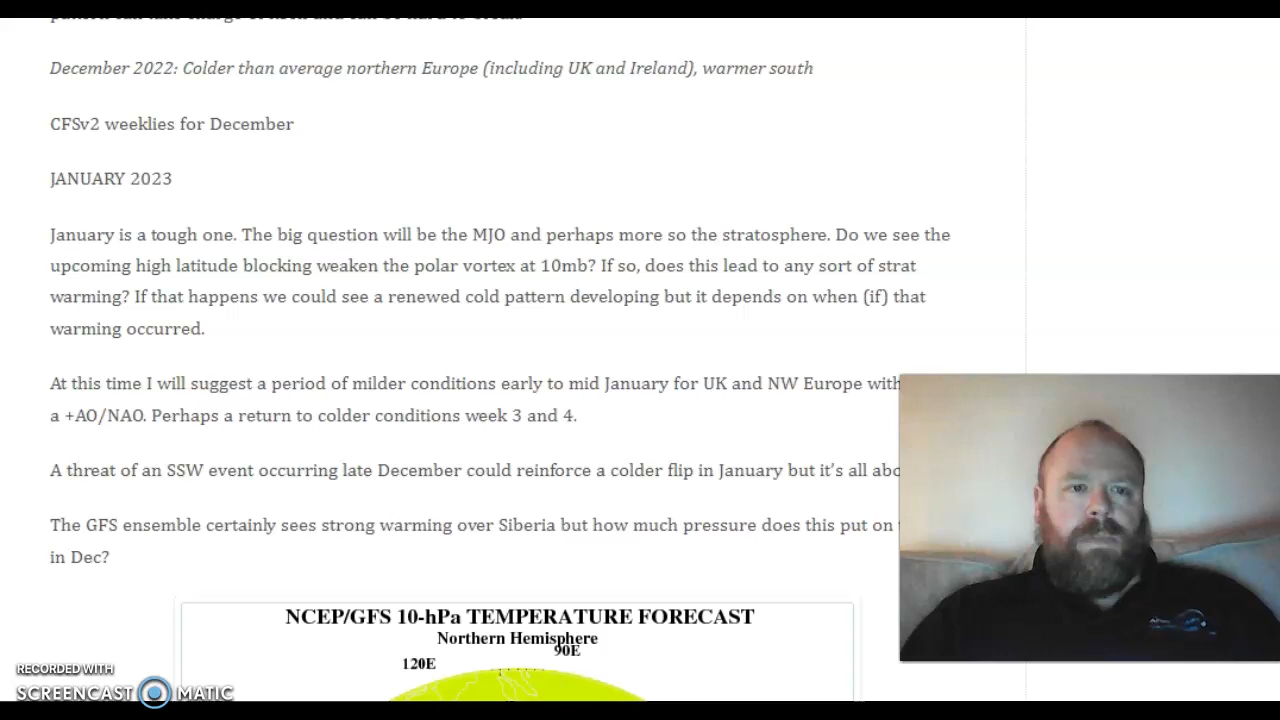 December 2022: Colder than average northern Europe (including UK and Ireland), warmer south
CFSv2 weeklies for December
JANUARY 2023
January is a tough one. The big question will be the MJO and perhaps more so the stratosphere. Do we see the
upcoming high latitude blocking weaken the polar vortex at 10mb? If so, does this lead to any sort of strat
warming? If that happens we could see a renewed cold pattern developing but it depends on when (if) that
warming occurred.
At this time I will suggest a period of milder conditions early to mid January for UK and NW Europe with
a +AO/NAO. Perhaps a return to colder conditions week 3 and 4.
A threat of an SSW event occurring late December could reinforce a colder flip in January but it's all
The GFS ensemble certainly sees strong warming over Siberia but how much pressure does this put on
in Dec?
NCEP/GFS 10-hPa TEMPERATURE FORECAST
Northern Hemisphere
90E
120E
RECORDED WITH
SCREENCAST MATIC